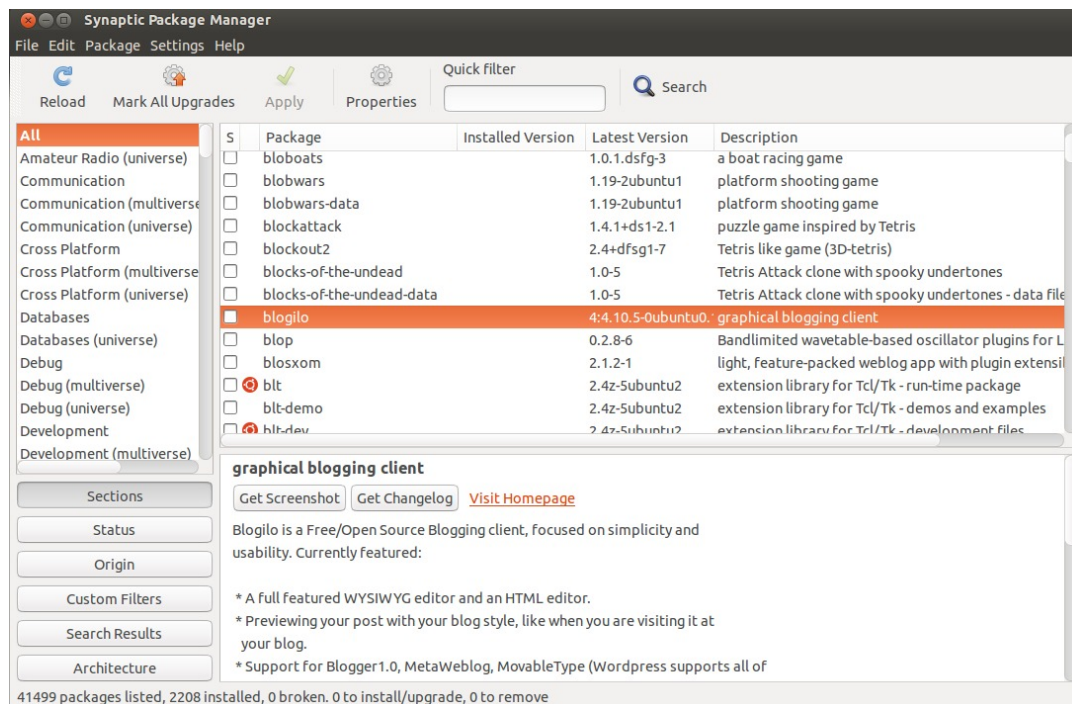 Synaptic Package Manager
File Edit Package Settings Help
Reload Mark All Upgrades Apply Properties Quick filter Search
All
Amateur Radio (universe)
Communication
Communication (multiverse
Communication (universe)
Cross Platform
Cross Platform (multiverse
Cross Platform (universe)
Databases
Databases (universe)
Debug
Debug (multiverse)
Debug (universe)
Development
Development (multiverse)
Sections
Status
Origin
Custom Filters
Search Results
Architecture
S Package Installed Version Latest Version Description
bloboats 1.0.1.dsfg-3 a boat racing game
blobwars 1.19-2ubuntu1 platform shooting game
blobwars-data 1.19-2ubuntu1 platform shooting game
blockattack 1.4.1+ds1-2.1 puzzle game inspired by Tetris
blockout2 2.4+dfsg1-7 Tetris like game (3D-tetris)
blocks-of-the-undead 1.0-5 Tetris Attack clone with spooky undertones
blocks-of-the-undead-data 1.0-5 Tetris Attack clone with spooky undertones - data file
blogilo 4:4.10.5-0ubuntu0. graphical blogging client
blop 0.2.8-6 Bandlimited wavetable-based oscillator plugins for L
blosxom 2.1.2-1 light, feature-packed weblog app with plugin extensil
blt 2.4z-5ubuntu2 extension library for Tcl/Tk - run-time package
blt-demo 2.4z-5ubuntu2 extension library for Tcl/Tk - demos and examples
blt-dev 2.4z-5ubuntu2 extension library for Tcl/Tk - development files
graphical blogging client
Get Screenshot Get Changelog Visit Homepage
Blogilo is a Free/Open Source Blogging client, focused on simplicity and
usability. Currently featured:
* A full featured WYSIWYG editor and an HTML editor.
* Previewing your post with your blog style, like when you are visiting it at
your blog.
* Support for Blogger1.0, MetaWeblog, MovableType (Wordpress supports all of
41499 packages listed, 2208 installed, 0 broken. 0 to install/upgrade, 0 to remove